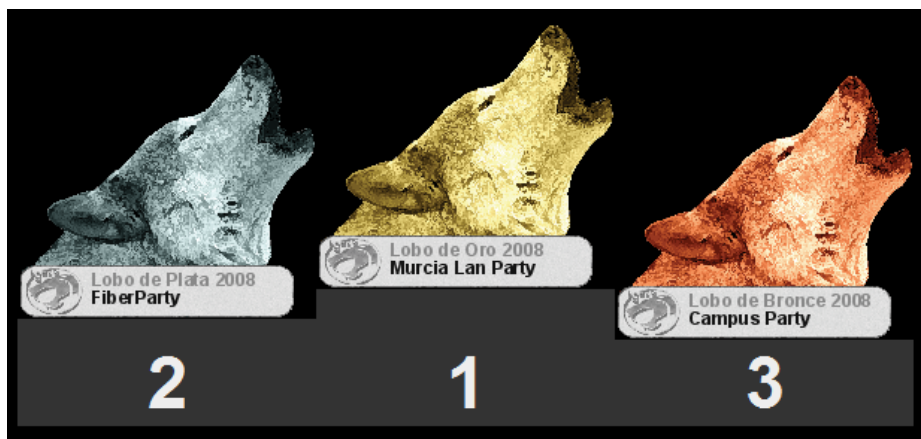 Lobo de Plata 2008
FiberParty
Lobo de Oro 2008
Murcia Lan Party
Lobo de Bronce 2008
Campus Party
2
1
3